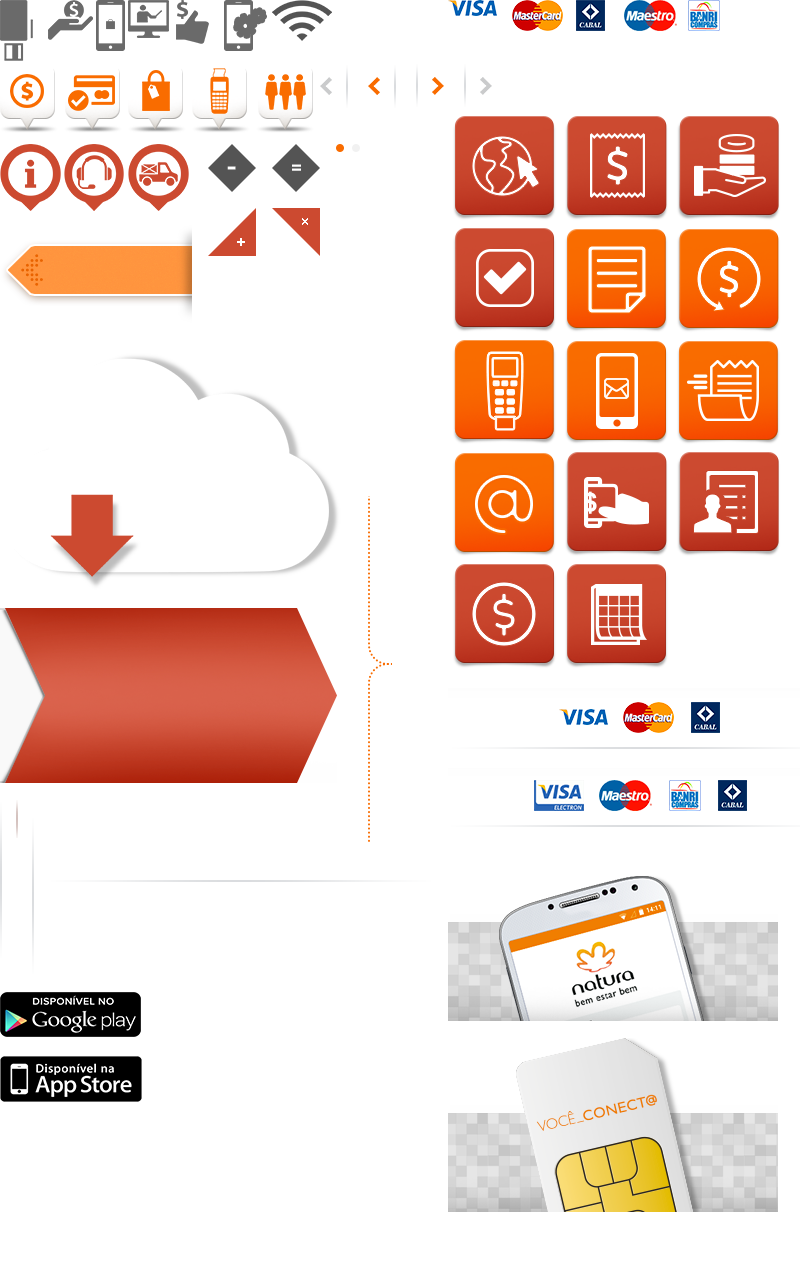 VISA
MasterCard
CABAL
Maestro
BANRI
COMPRAS
VISA
MasterCard
CABAL
VISA
ELECTRON
Maestro
BANRI
COMPRAS
CABAL
14:11
natura
bem estar bem
DISPONÍVEL NO
Google play
Disponível na
App Store
VOCÊ_CONECT@